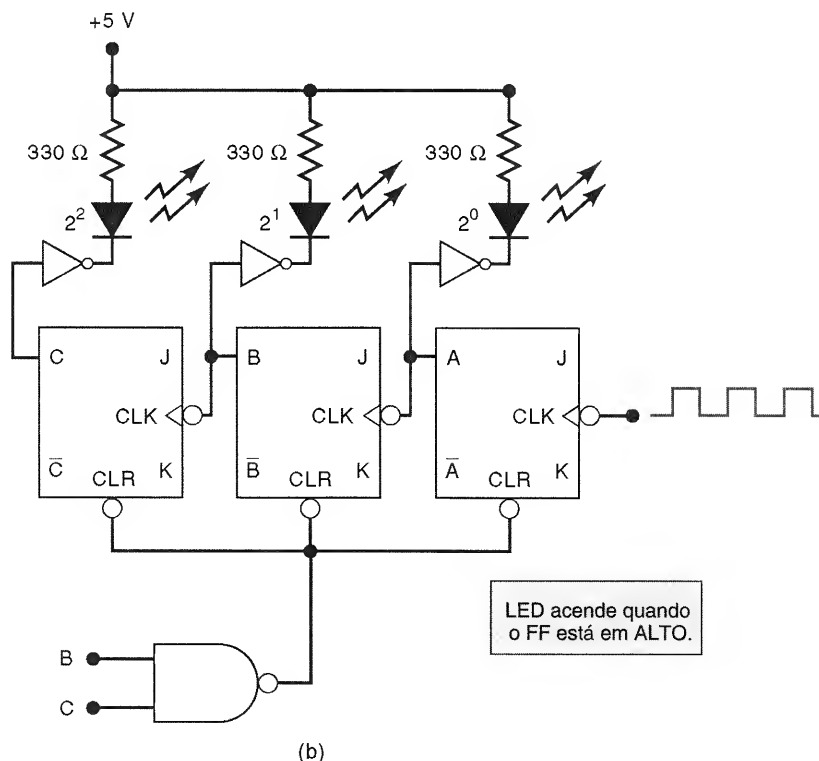 +5 V
330 Ω 330 Ω 330 Ω
2² 2¹ 2⁰
C J B J A J
CLK CLK CLK
C̅ K B̅ K A̅ K
CLR CLR CLR
LED acende quando
o FF está em ALTO.
B
C
(b)